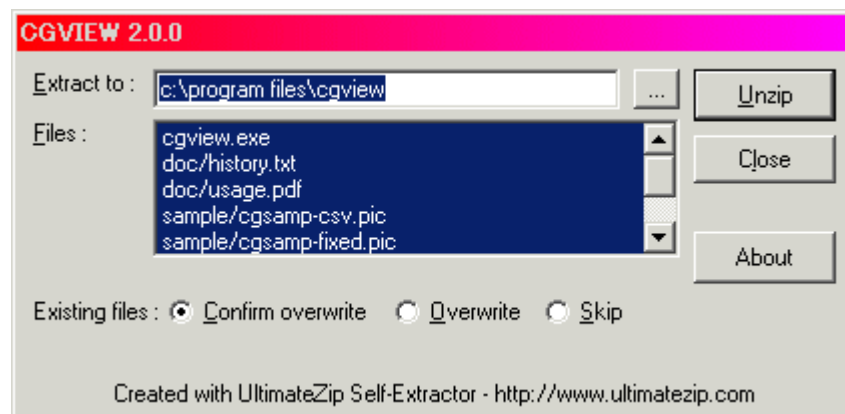 CGVIEW 2.0.0
Extract to : c:\program files\cgview ... Unzip
Files : cgview.exe
doc/history.txt
doc/usage.pdf
sample/cgsamp-csv.pic
sample/cgsamp-fixed.pic
Close
About
Existing files : Confirm overwrite Overwrite Skip
Created with UltimateZip Self-Extractor - http://www.ultimatezip.com